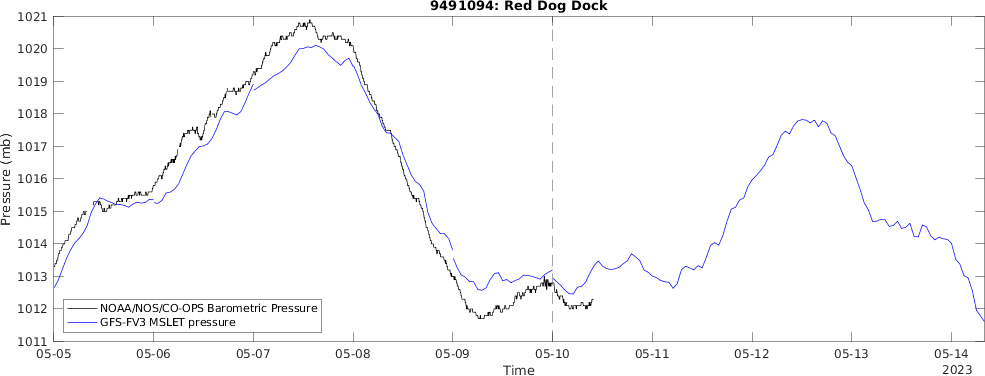 9491094: Red Dog Dock
1021
1020
1019
1018
1017
1016
1015
1014
1013
1012
1011
Pressure (mb)
NOAA/NOS/CO-OPS Barometric Pressure
GFS-FV3 MSLET pressure
05-05 05-06 05-07 05-08 05-09 05-10 05-11 05-12 05-13 05-14
Time
2023